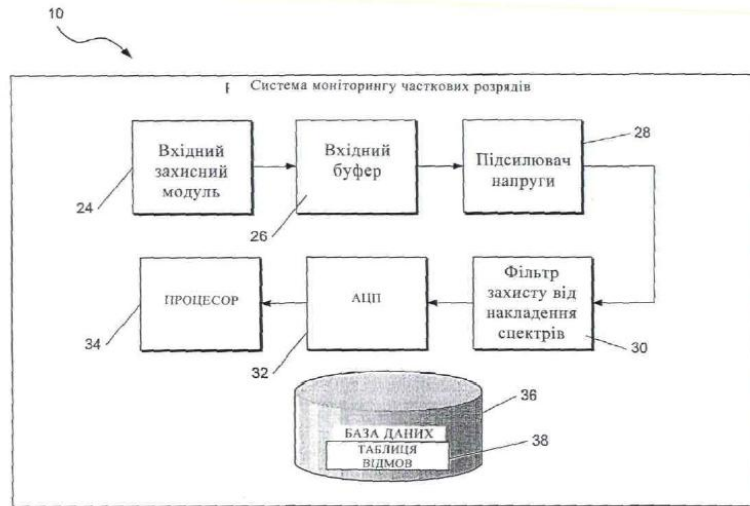 10
Система моніторингу часткових розрядів
Вхідний
захисний
модуль
24
Вхідний
буфер
26
Підсилювач
напруги
28
ПРОЦЕСОР
34
АЦП
32
Фільтр
захисту від
накладення
спектрів
30
36
БАЗА ДАНИХ
38
ТАБЛИЦЯ
ВІДМОВ